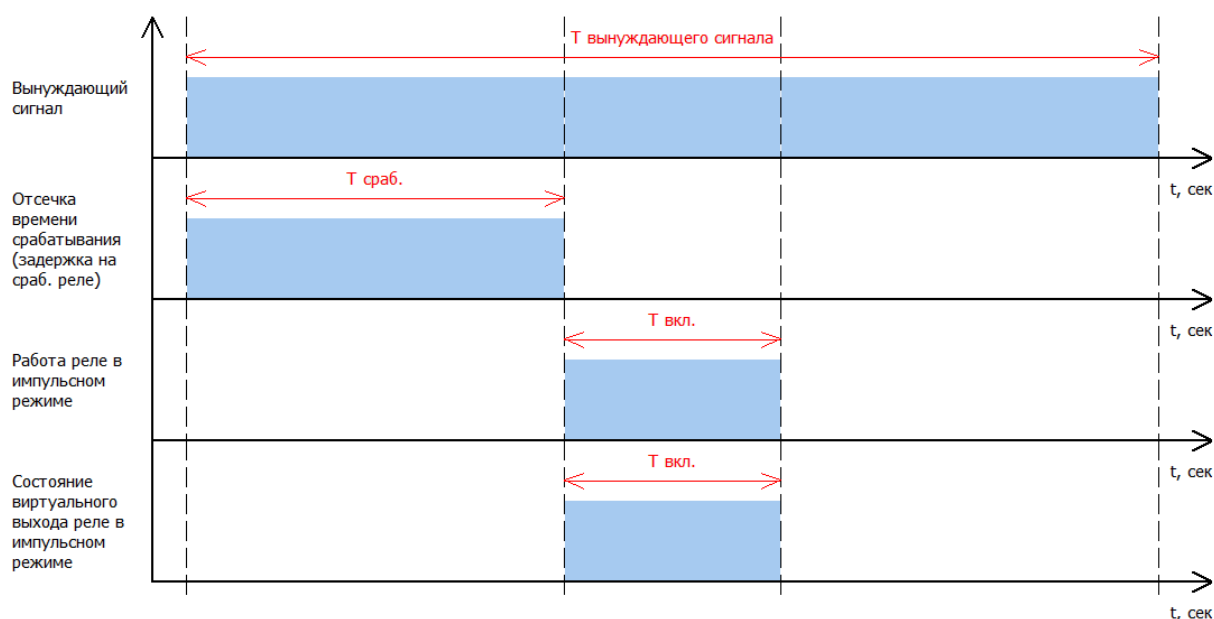 T вынуждающего сигнала
Вынуждающий
сигнал
t, сек
T сраб.
Отсечка
времени
срабатывания
(задержка на
сраб. реле)
t, сек
T вкл.
Работа реле в
импульсном
режиме
t, сек
T вкл.
Состояние
виртуального
выхода реле в
импульсном
режиме
t, сек